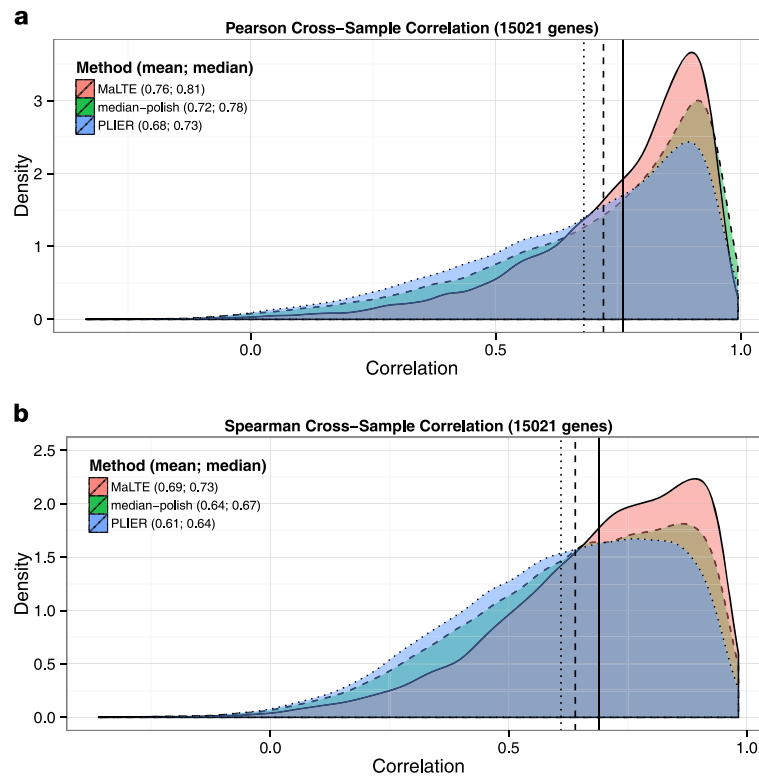 a
Pearson Cross−Sample Correlation (15021 genes)
Method (mean; median)
MaLTE (0.76; 0.81)
median−polish (0.72; 0.78)
PLIER (0.68; 0.73)
3
2
1
0
Density
0.0
0.5
1.0
Correlation
b
Spearman Cross−Sample Correlation (15021 genes)
2.5
Method (mean; median)
MaLTE (0.69; 0.73)
median−polish (0.64; 0.67)
PLIER (0.61; 0.64)
2.0
1.5
1.0
0.5
0.0
Density
0.0
0.5
1.0
Correlation